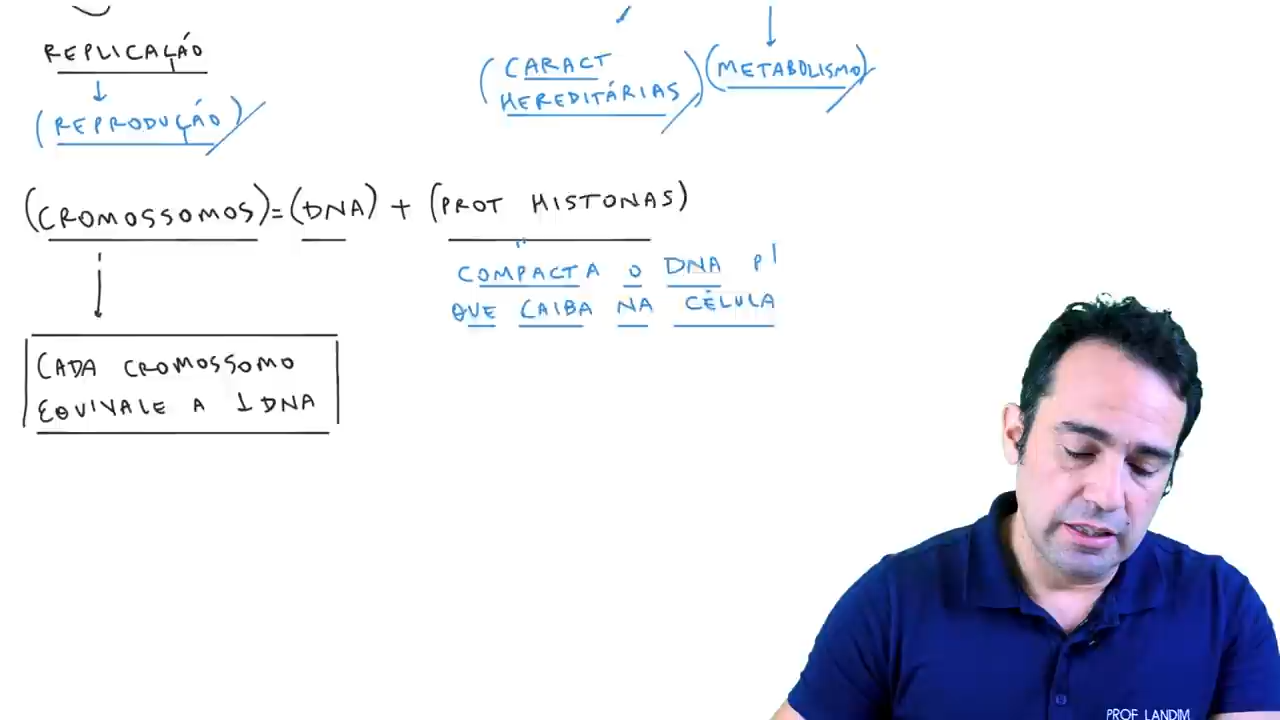 REPLICAÇÃO
(REPRODUÇÃO)
(CARACT
HEREDITÁRIAS)
(METABOLISMO)
(CROMOSSOMOS) = (DNA) + (PROT HISTONAS)
COMPACTA O DNA P/
QUE CAIBA NA CÉLULA
CADA CROMOSSOMO
EQUIVALE A 1 DNA
PROF LANDIM